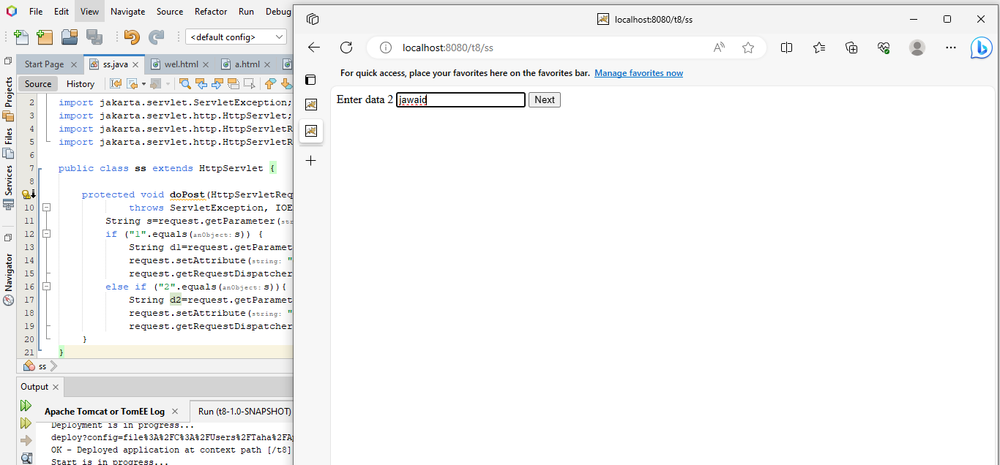 File Edit View Navigate Source Refactor Run Debug
<default config>
Start Page ss.java wel.html a.html
Source History
Projects
Files
Services
Navigator
2 import jakarta.servlet.ServletException;
3 import jakarta.servlet.http.HttpServlet;
4 import jakarta.servlet.http.HttpServletR
5 import jakarta.servlet.http.HttpServletR
6
7 public class ss extends HttpServlet {
8
protected void doPost(HttpServletReq
10 throws ServletException, IOE
11 String s=request.getParameter(str
12 if ("1".equals(anObject: s)) {
13 String d1=request.getParamet
14 request.setAttribute(string: "
15 request.getRequestDispatcher
16 else if ("2".equals(anObject: s)){
17 String d2=request.getParamet
18 request.setAttribute(string: "
19 request.getRequestDispatcher
20 }
21 }
ss
Output
Apache Tomcat or TomEE Log Run (t8-1.0-SNAPSHOT)
Deployment is in progress...
deploy?config=file%3A%2FC%3A%2FUsers%2FTaha%2FAp
OK - Deployed application at context path [/t8]
Start is in progress...
localhost:8080/t8/ss
localhost:8080/t8/ss
For quick access, place your favorites here on the favorites bar. Manage favorites now
Enter data 2 jawaid Next